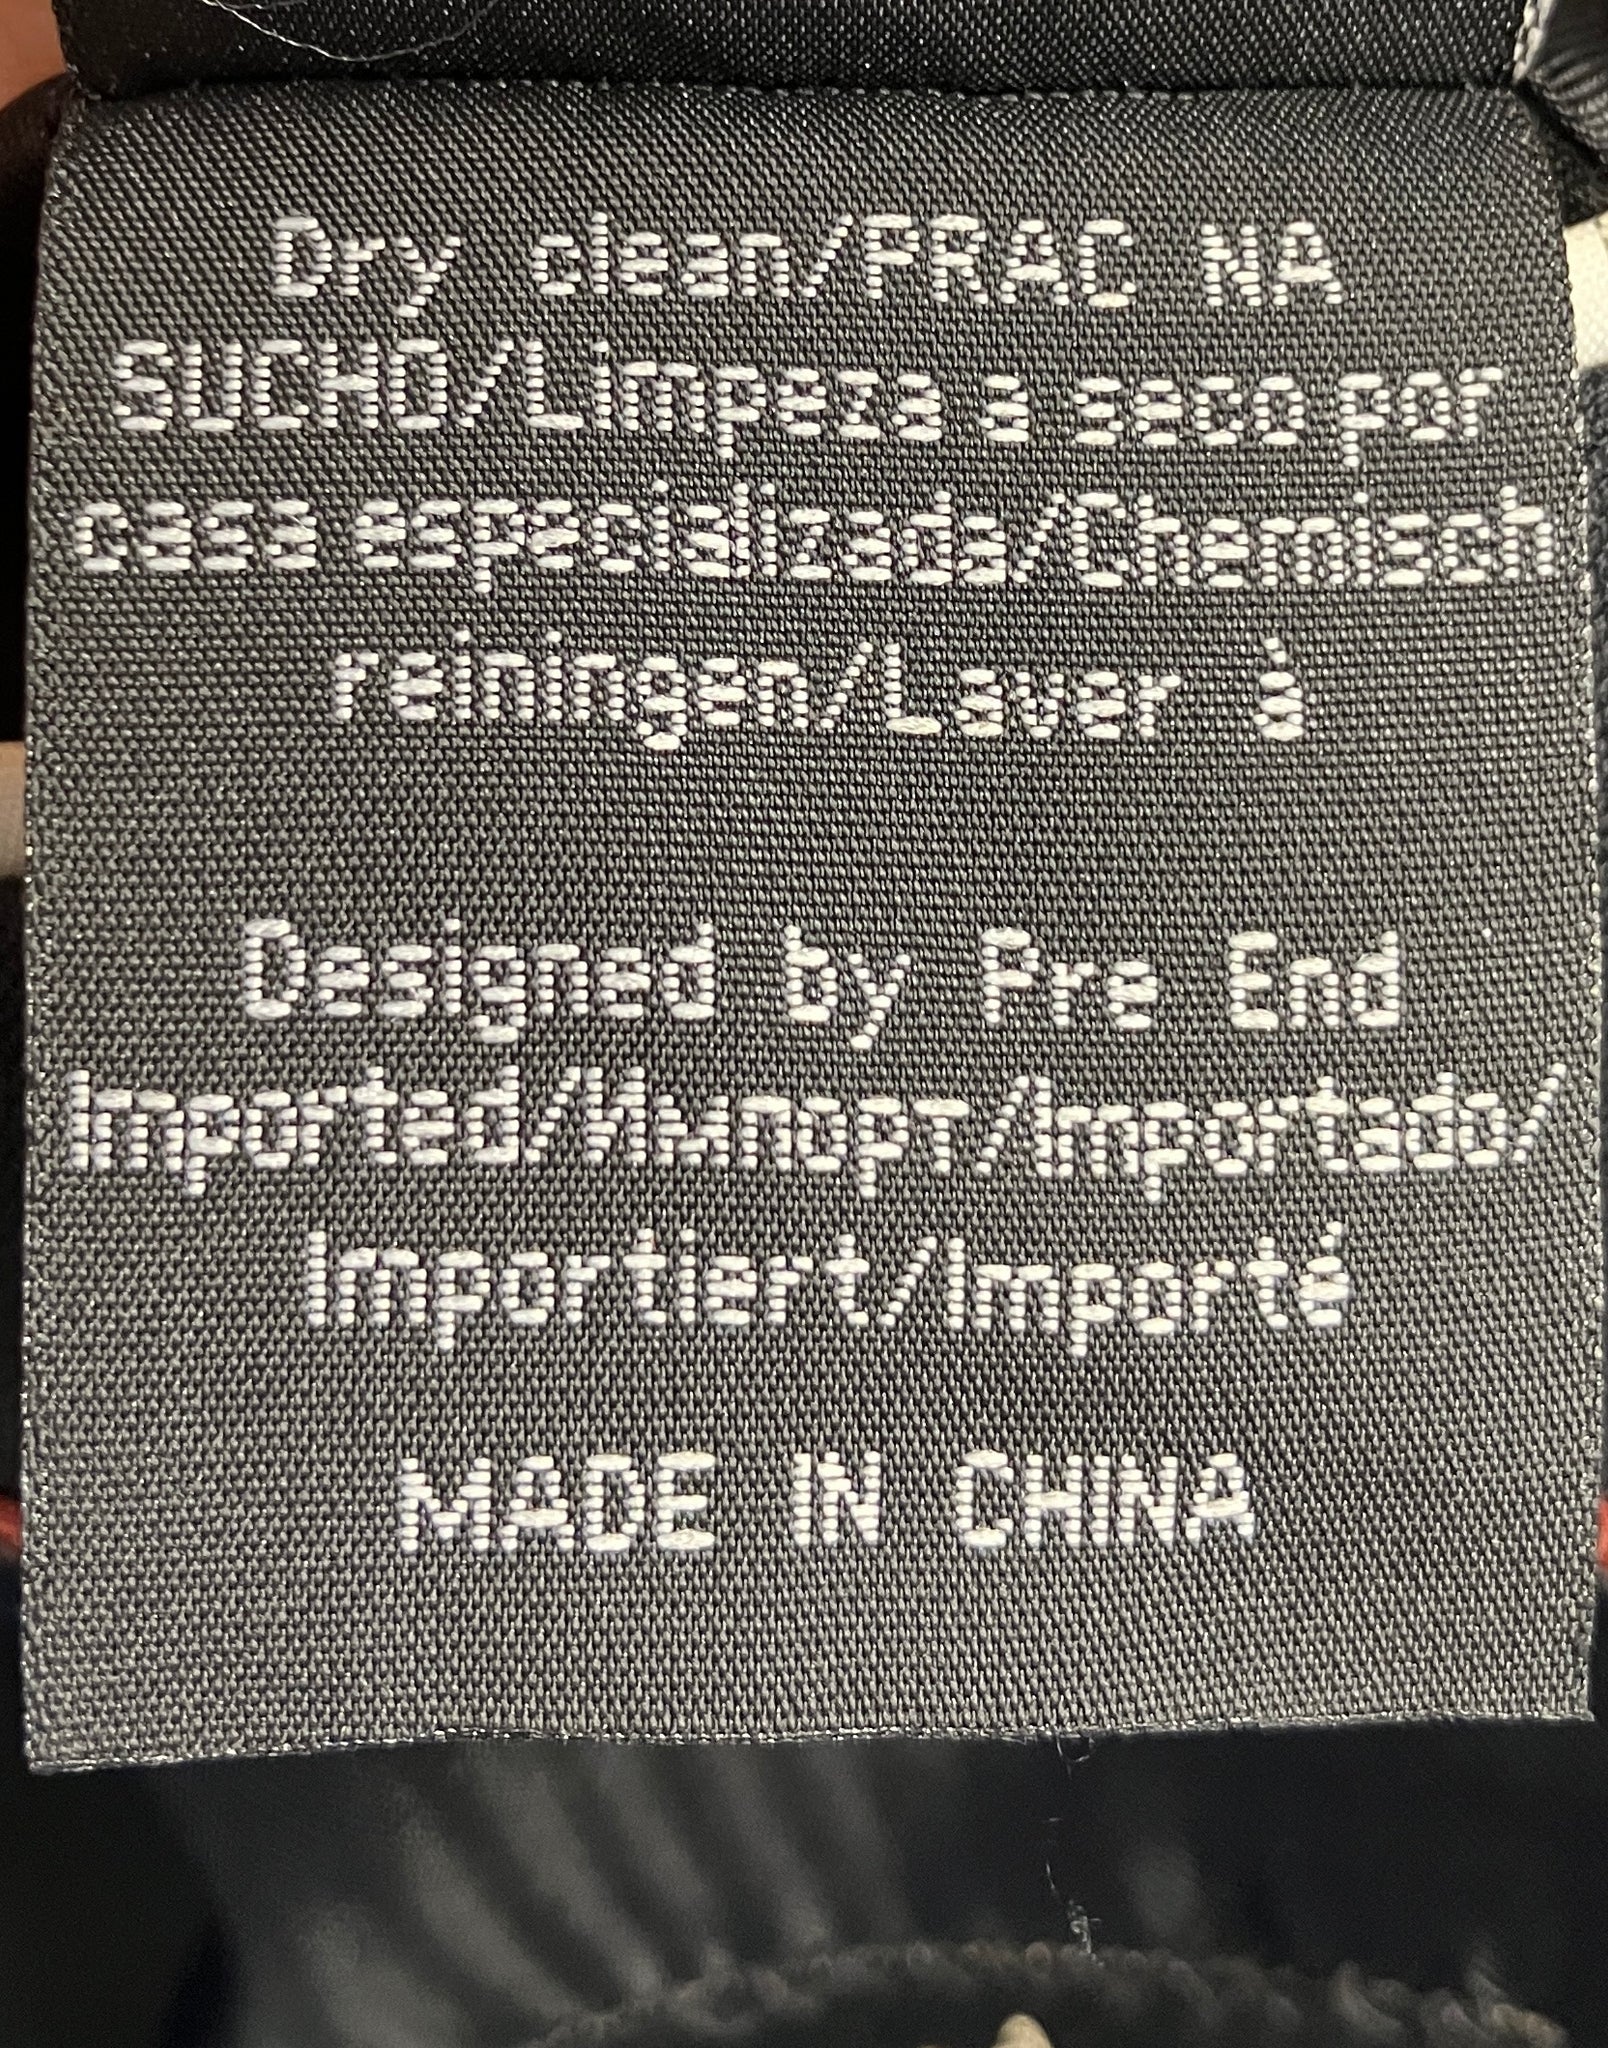 Dry clean/PRAC NA
SUCHO/Limpeza a seco por
casa especializada/Chemisch
reiningen/Laver à
Designed by Pre End
Imported/Импорт/Importado/
Importiert/Importé
MADE IN CHINA